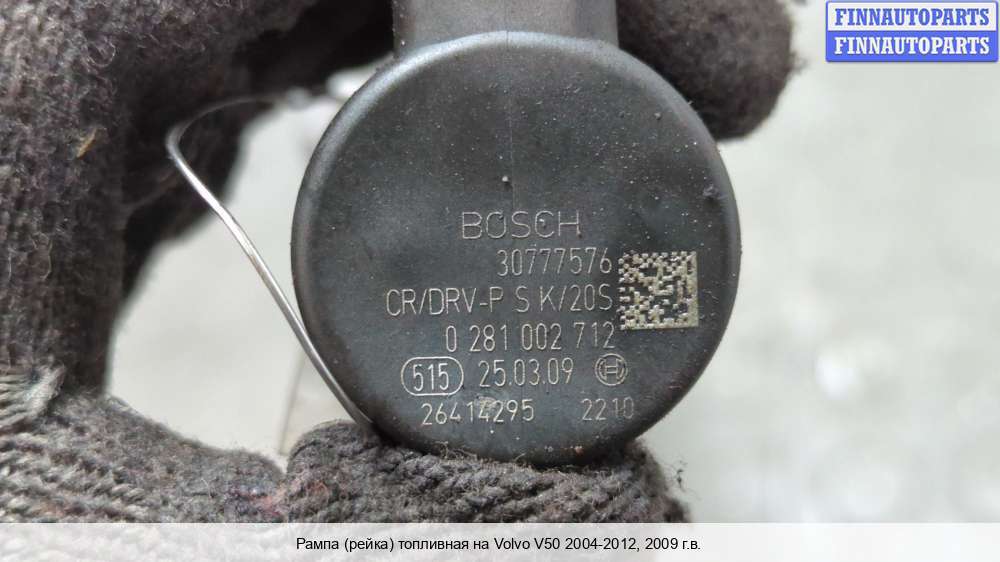 FINNAUTOPARTS
FINNAUTOPARTS
BOSCH
30777576
CR/DRV-P S K/20S
0 281 002 712
515 25.03.09
26414295 2210
Рампа (рейка) топливная на Volvo V50 2004-2012, 2009 г.в.